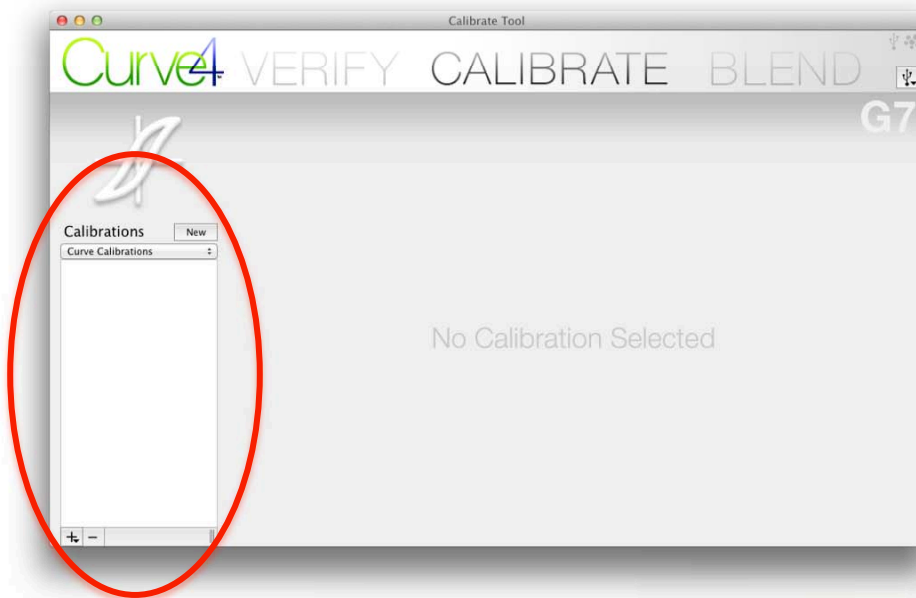 Calibrate Tool
Curve4 VERIFY CALIBRATE BLEND
G7
Calibrations New
Curve Calibrations
No Calibration Selected
+ −